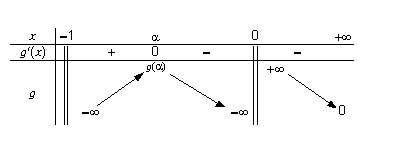 x −1 α 0 +∞
g′(x) + 0 − −
g(α) +∞
g
−∞ −∞ 0